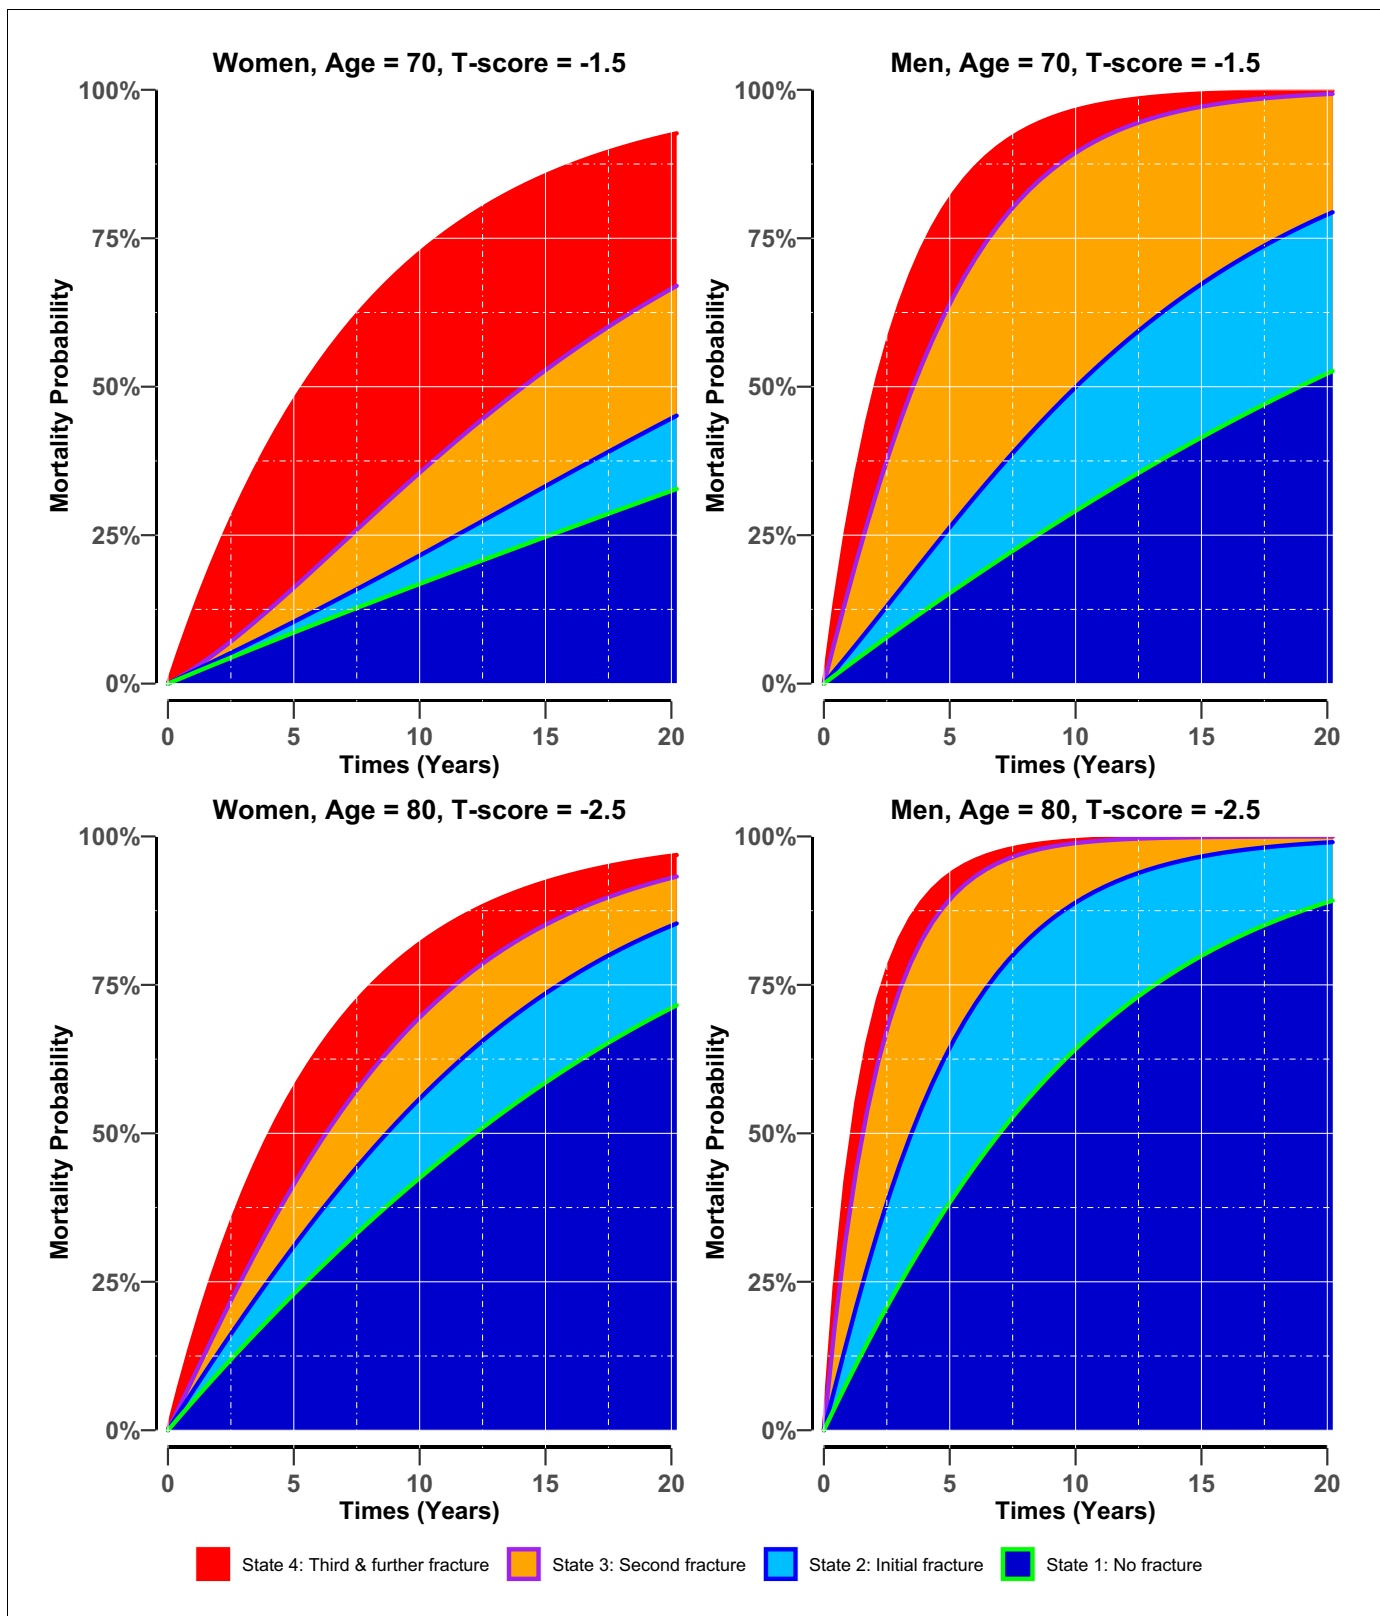 Women, Age = 70, T-score = -1.5
100%
75%
50%
25%
0%
Mortality Probability
0 5 10 15 20
Times (Years)
Men, Age = 70, T-score = -1.5
100%
75%
50%
25%
0%
Mortality Probability
0 5 10 15 20
Times (Years)
Women, Age = 80, T-score = -2.5
100%
75%
50%
25%
0%
Mortality Probability
0 5 10 15 20
Times (Years)
Men, Age = 80, T-score = -2.5
100%
75%
50%
25%
0%
Mortality Probability
0 5 10 15 20
Times (Years)
State 4: Third & further fracture State 3: Second fracture State 2: Initial fracture State 1: No fracture